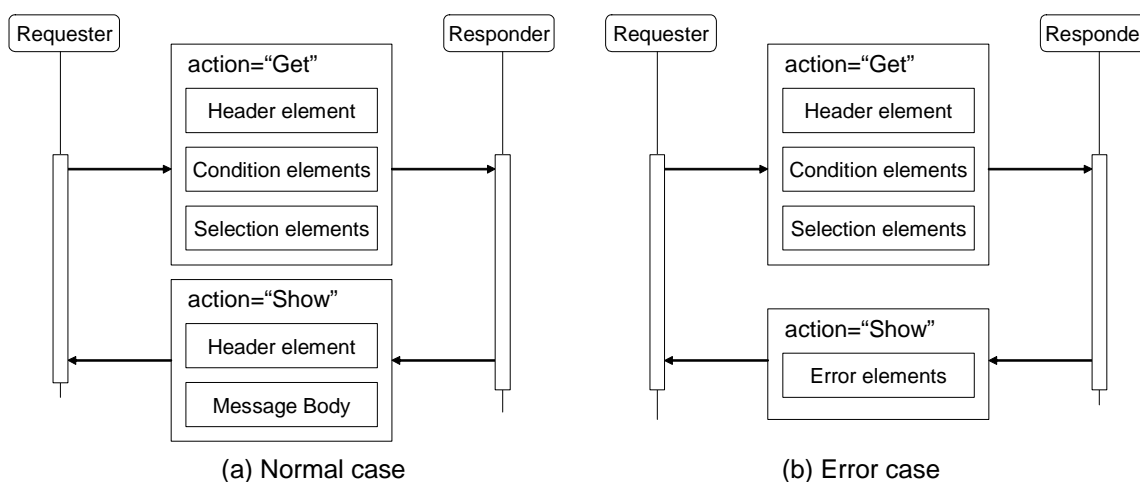 Requester
Responder
action=“Get”
Header element
Condition elements
Selection elements
action=“Show”
Header element
Message Body
(a) Normal case
Requester
Responder
action=“Get”
Header element
Condition elements
Selection elements
action=“Show”
Error elements
(b) Error case